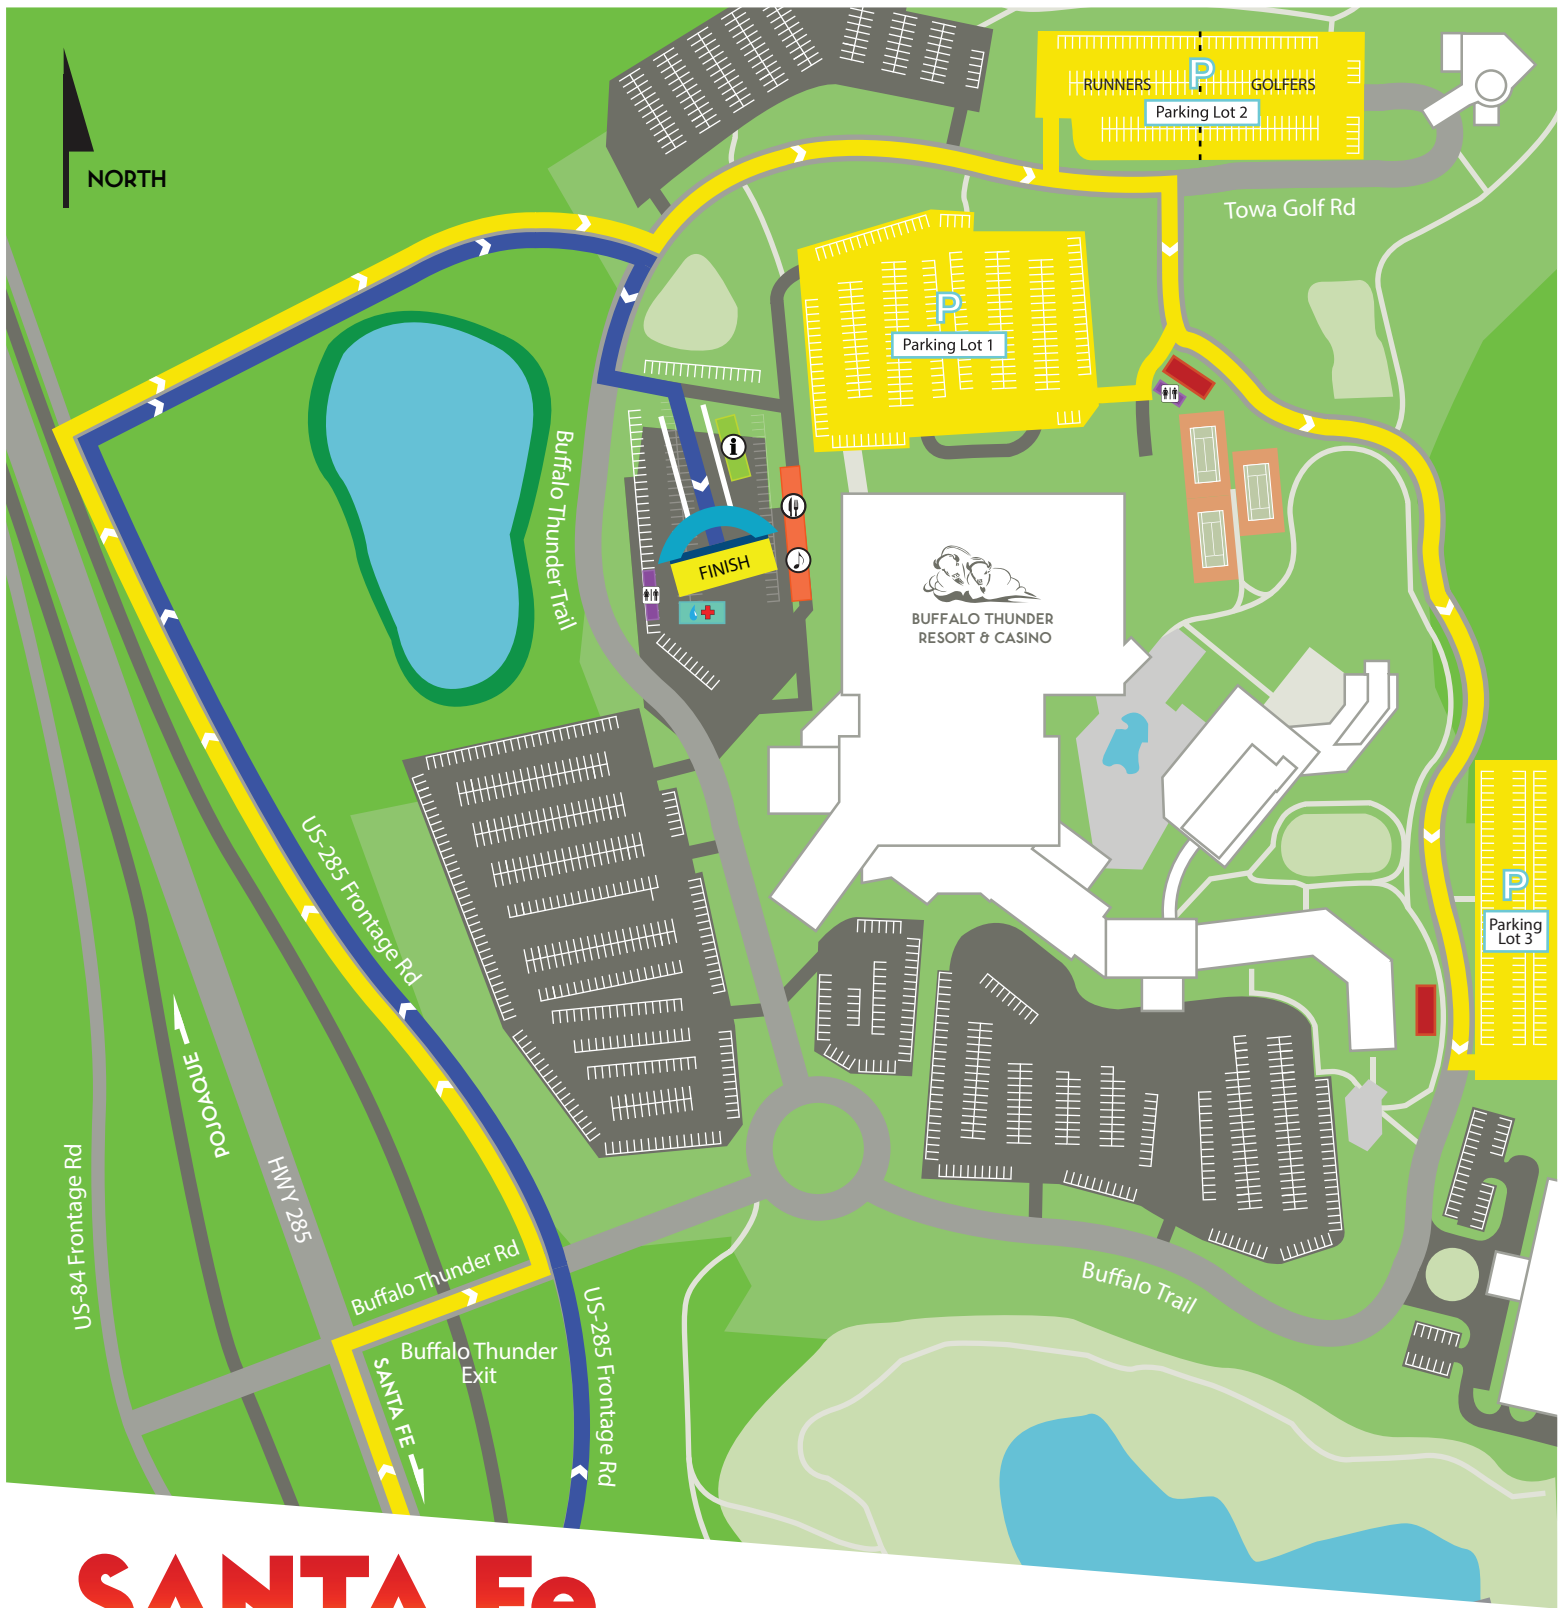 NORTH
P
RUNNERS
GOLFERS
Parking Lot 2
Towa Golf Rd
P
Parking Lot 1
Buffalo Thunder Trail
i
FINISH
BUFFALO THUNDER
RESORT & CASINO
US-285 Frontage Rd
P
Parking
Lot 3
POJOAQUE
HWY 285
US-84 Frontage Rd
Buffalo Thunder Rd
Buffalo Thunder
Exit
SANTA FE
US-285 Frontage Rd
Buffalo Trail
SANTA Fe